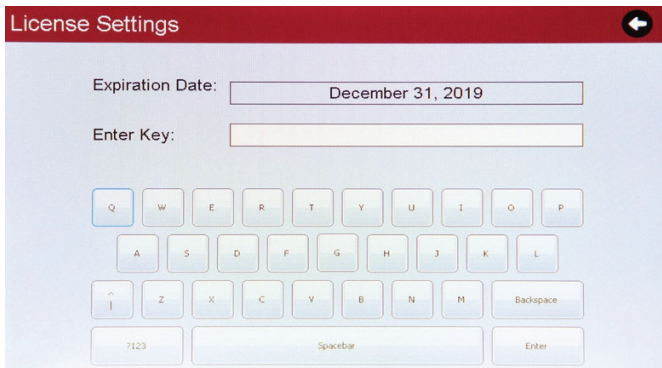 License Settings
Expiration Date: December 31, 2019
Enter Key:
Q W E R T Y U I O P
A S D F G H J K L
Z X C V B N M Backspace
?123 Spacebar Enter